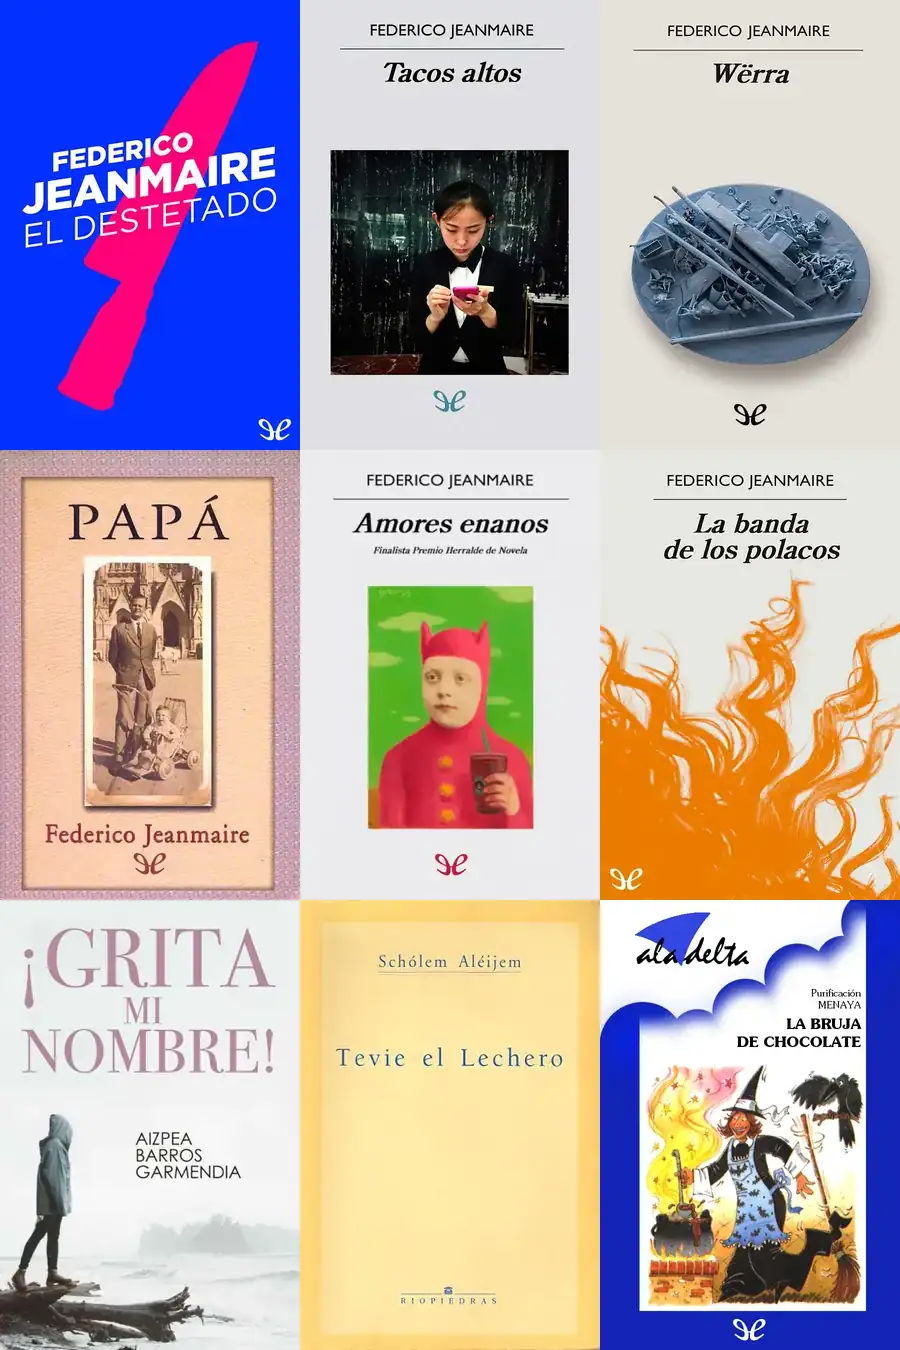 FEDERICO
JEANMAIRE
EL DESTETADO
FEDERICO JEANMAIRE
Tacos altos
FEDERICO JEANMAIRE
Wërra
PAPÁ
Federico Jeanmaire
FEDERICO JEANMAIRE
Amores enanos
Finalista Premio Herralde de Novela
FEDERICO JEANMAIRE
La banda
de los polacos
¡GRITA
MI
NOMBRE!
AIZPEA
BARROS
GARMENDIA
Schólem Aléijem
Tevie el Lechero
RIOPIEDRAS
ala delta
Purificación
MENAYA
LA BRUJA
DE CHOCOLATE